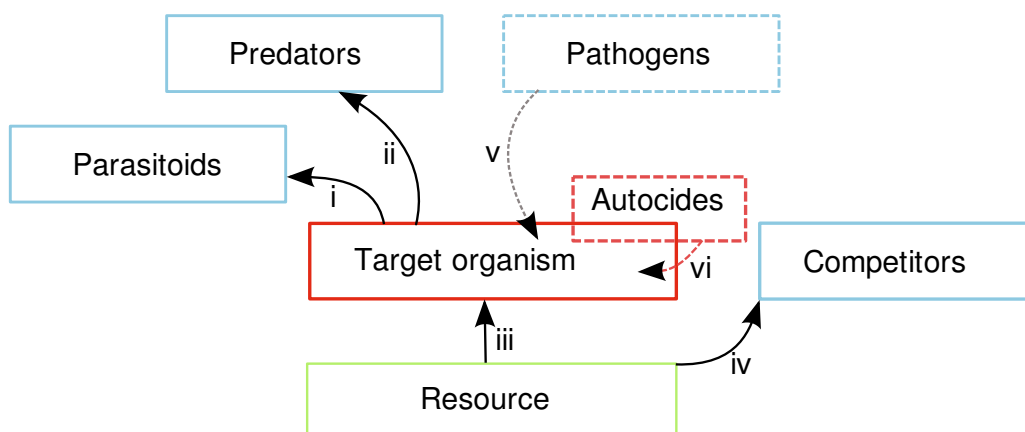 Predators
Pathogens
ii
v
Parasitoids
i
Autocides
Target organism
vi
Competitors
iii
iv
Resource